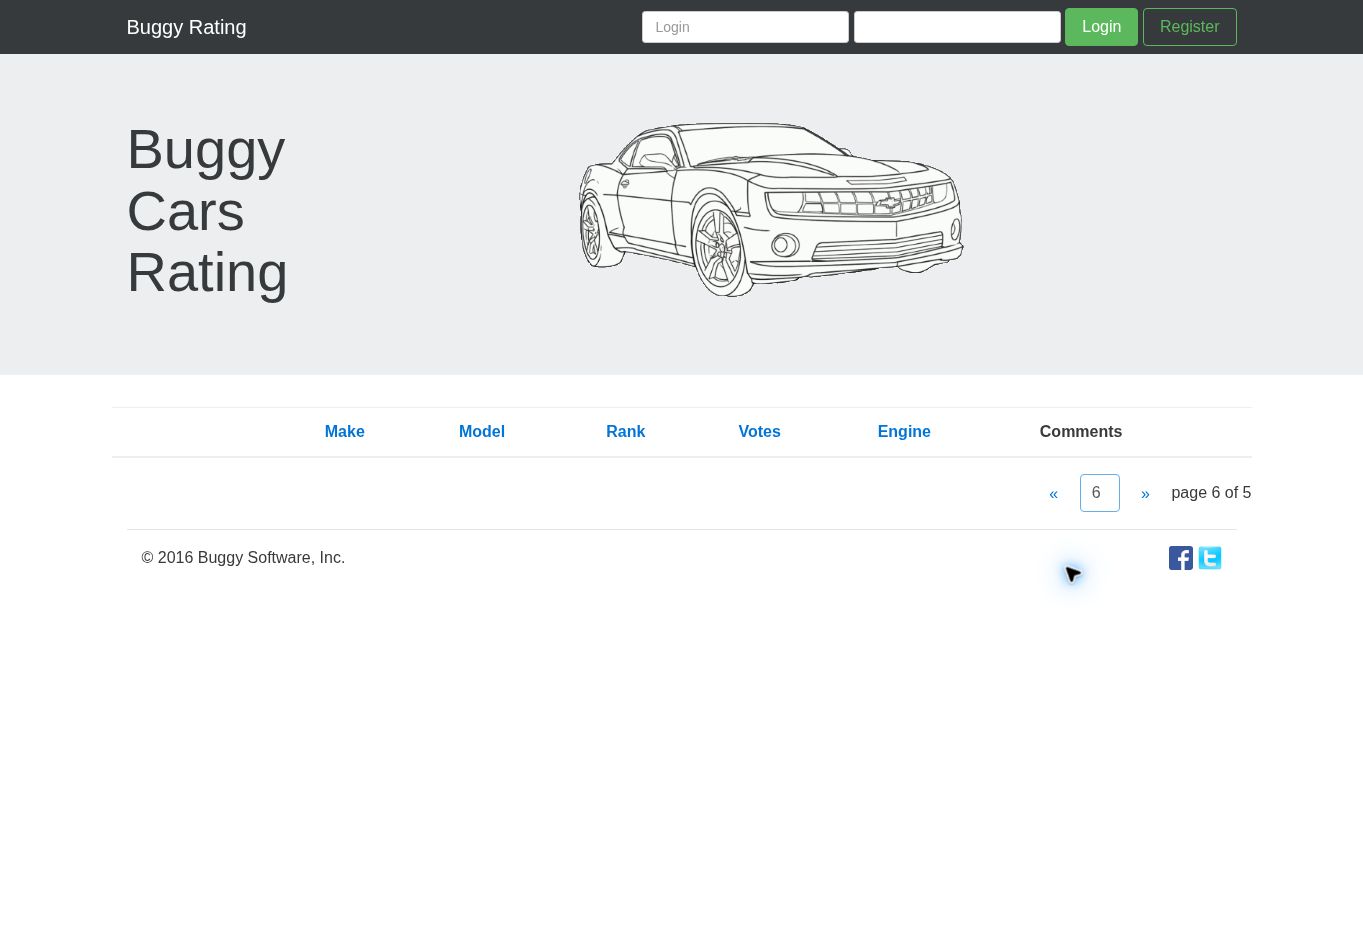 Buggy Rating Login Login Register
Buggy
Cars
Rating
Make Model Rank Votes Engine Comments
« 6 » page 6 of 5
© 2016 Buggy Software, Inc.